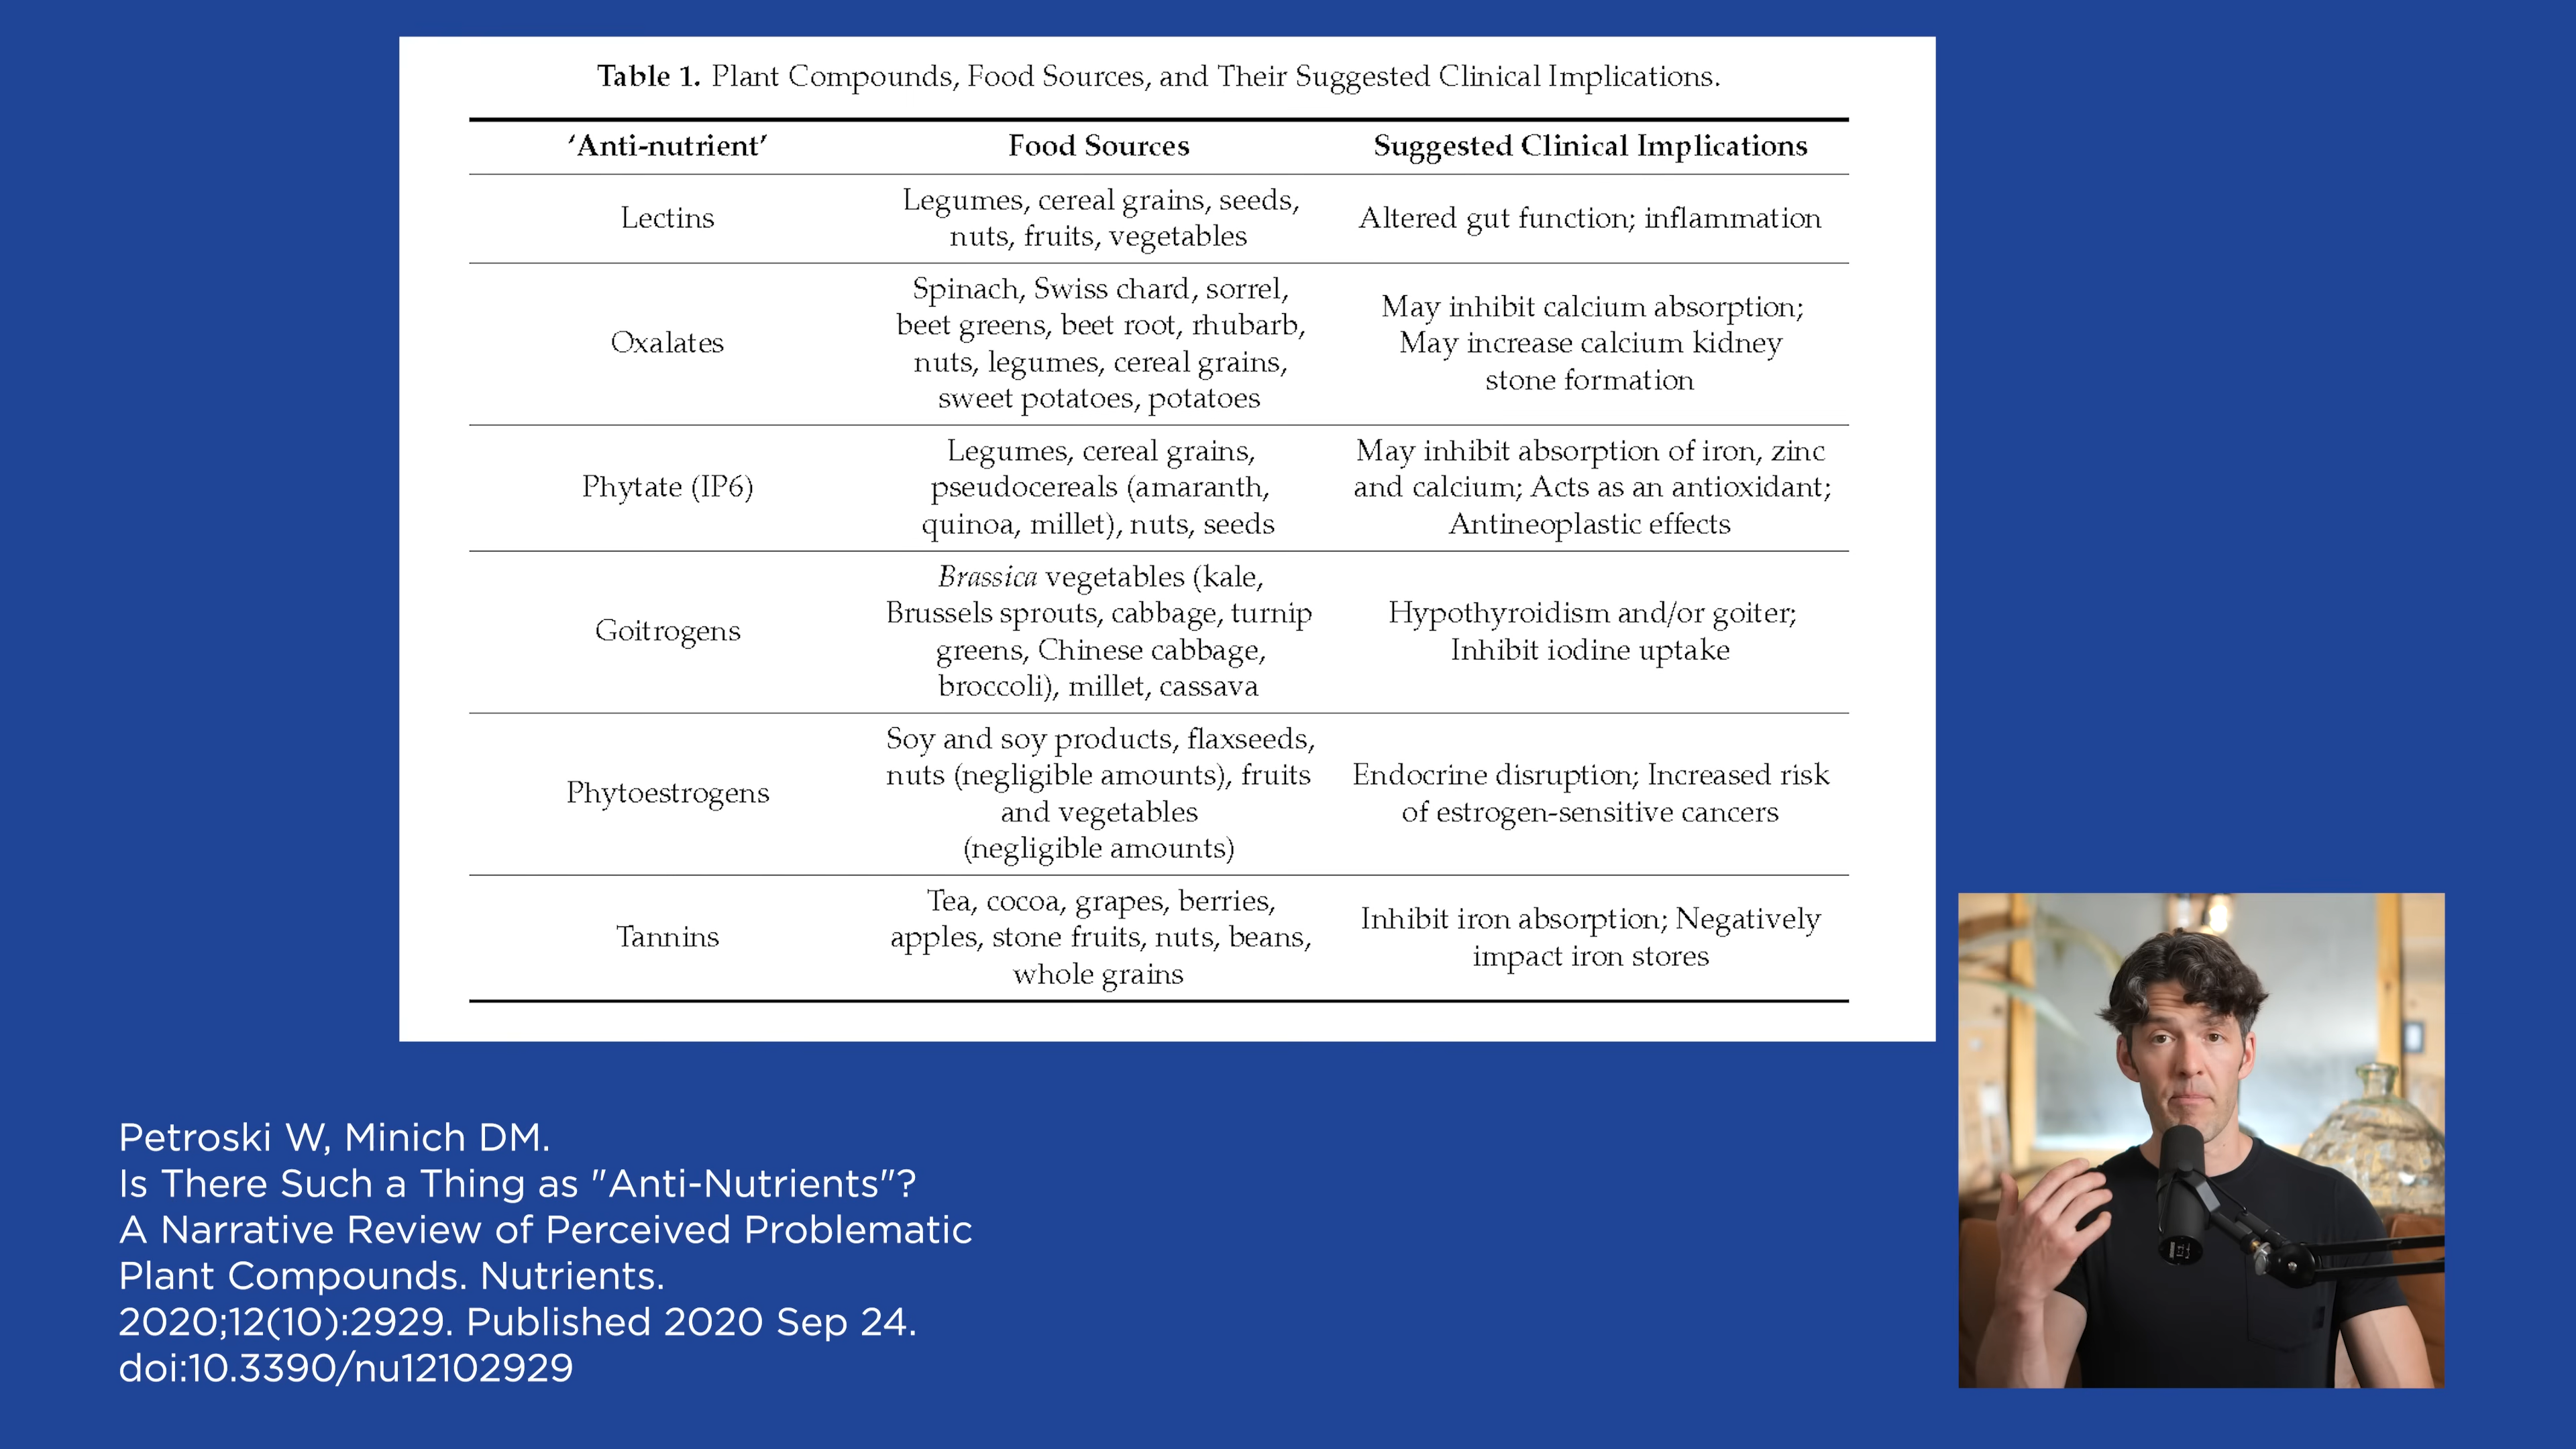 Table 1. Plant Compounds, Food Sources, and Their Suggested Clinical Implications.
'Anti-nutrient' Food Sources Suggested Clinical Implications
Lectins
Legumes, cereal grains, seeds,
nuts, fruits, vegetables
Altered gut function; inflammation
Oxalates
Spinach, Swiss chard, sorrel,
beet greens, beet root, rhubarb,
nuts, legumes, cereal grains,
sweet potatoes, potatoes
May inhibit calcium absorption;
May increase calcium kidney
stone formation
Phytate (IP6)
Legumes, cereal grains,
pseudocereals (amaranth,
quinoa, millet), nuts, seeds
May inhibit absorption of iron, zinc
and calcium; Acts as an antioxidant;
Antineoplastic effects
Goitrogens
Brassica vegetables (kale,
Brussels sprouts, cabbage, turnip
greens, Chinese cabbage,
broccoli), millet, cassava
Hypothyroidism and/or goiter;
Inhibit iodine uptake
Phytoestrogens
Soy and soy products, flaxseeds,
nuts (negligible amounts), fruits
and vegetables
(negligible amounts)
Endocrine disruption; Increased risk
of estrogen-sensitive cancers
Tannins
Tea, cocoa, grapes, berries,
apples, stone fruits, nuts, beans,
whole grains
Inhibit iron absorption; Negatively
impact iron stores
Petroski W, Minich DM.
Is There Such a Thing as "Anti-Nutrients"?
A Narrative Review of Perceived Problematic
Plant Compounds. Nutrients.
2020;12(10):2929. Published 2020 Sep 24.
doi:10.3390/nu12102929